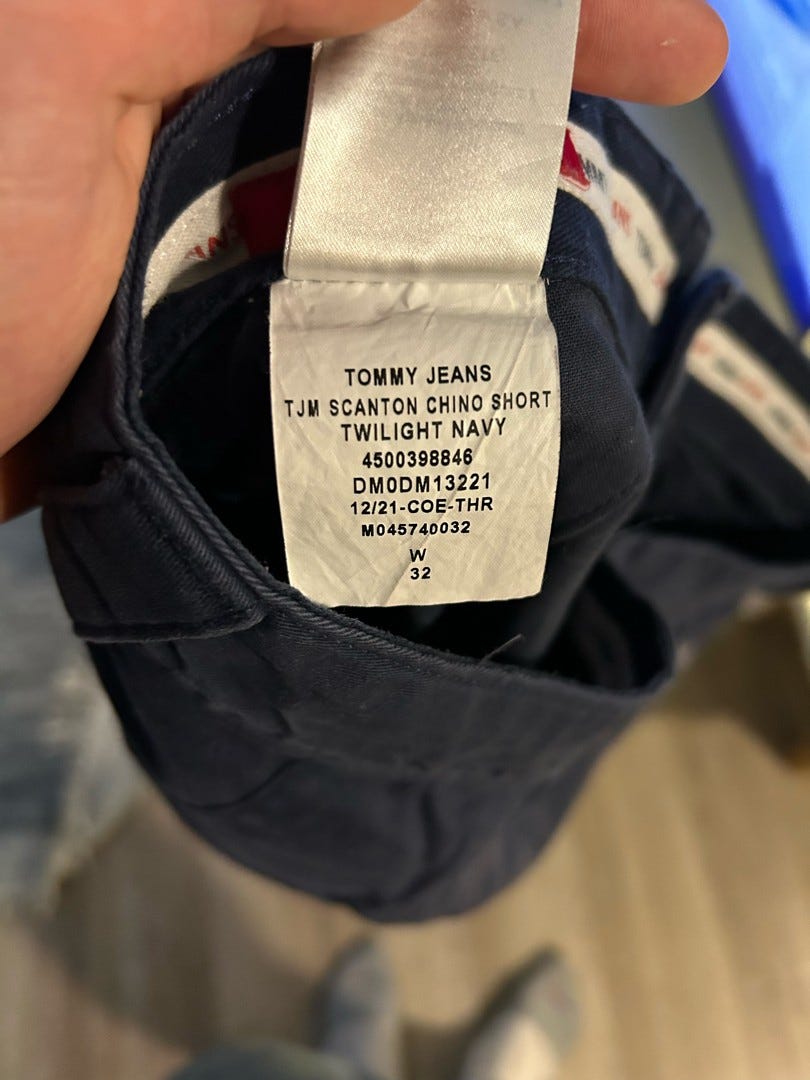 TOMMY JEANS
TJM SCANTON CHINO SHORT
TWILIGHT NAVY
4500398846
DM0DM13221
12/21-COE-THR
M045740032
W
32